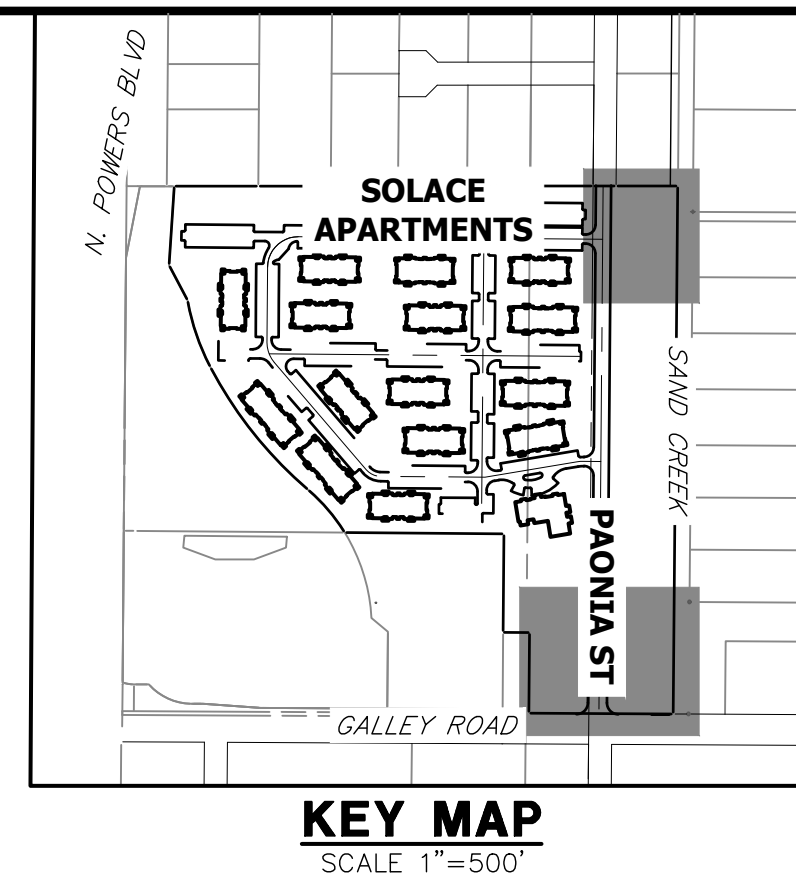 N. POWERS BLVD
SOLACE
APARTMENTS
SAND CREEK
PAONIA ST
GALLEY ROAD
KEY MAP
SCALE 1"=500'